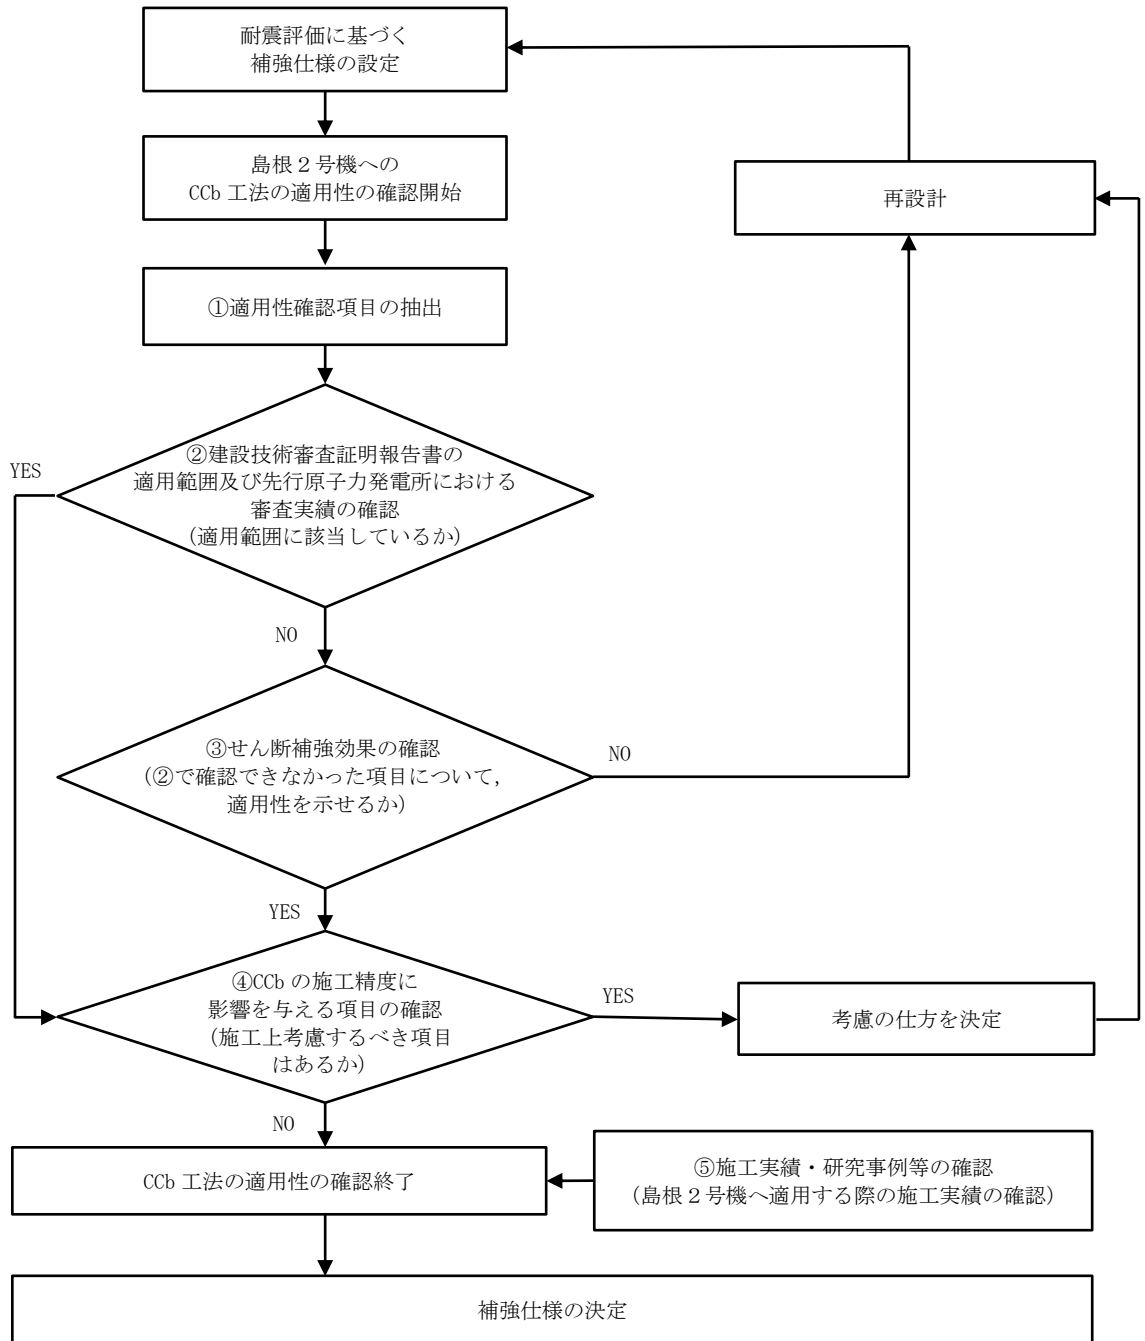 耐震評価に基づく
補強仕様の設定
島根２号機への
CCb 工法の適用性の確認開始
再設計
①適用性確認項目の抽出
②建設技術審査証明報告書の
適用範囲及び先行原子力発電所における
審査実績の確認
(適用範囲に該当しているか)
YES
NO
③せん断補強効果の確認
(②で確認できなかった項目について，
適用性を示せるか)
NO
YES
④CCb の施工精度に
影響を与える項目の確認
(施工上考慮するべき項目
はあるか)
YES
考慮の仕方を決定
NO
CCb 工法の適用性の確認終了
⑤施工実績・研究事例等の確認
(島根２号機へ適用する際の施工実績の確認)
補強仕様の決定